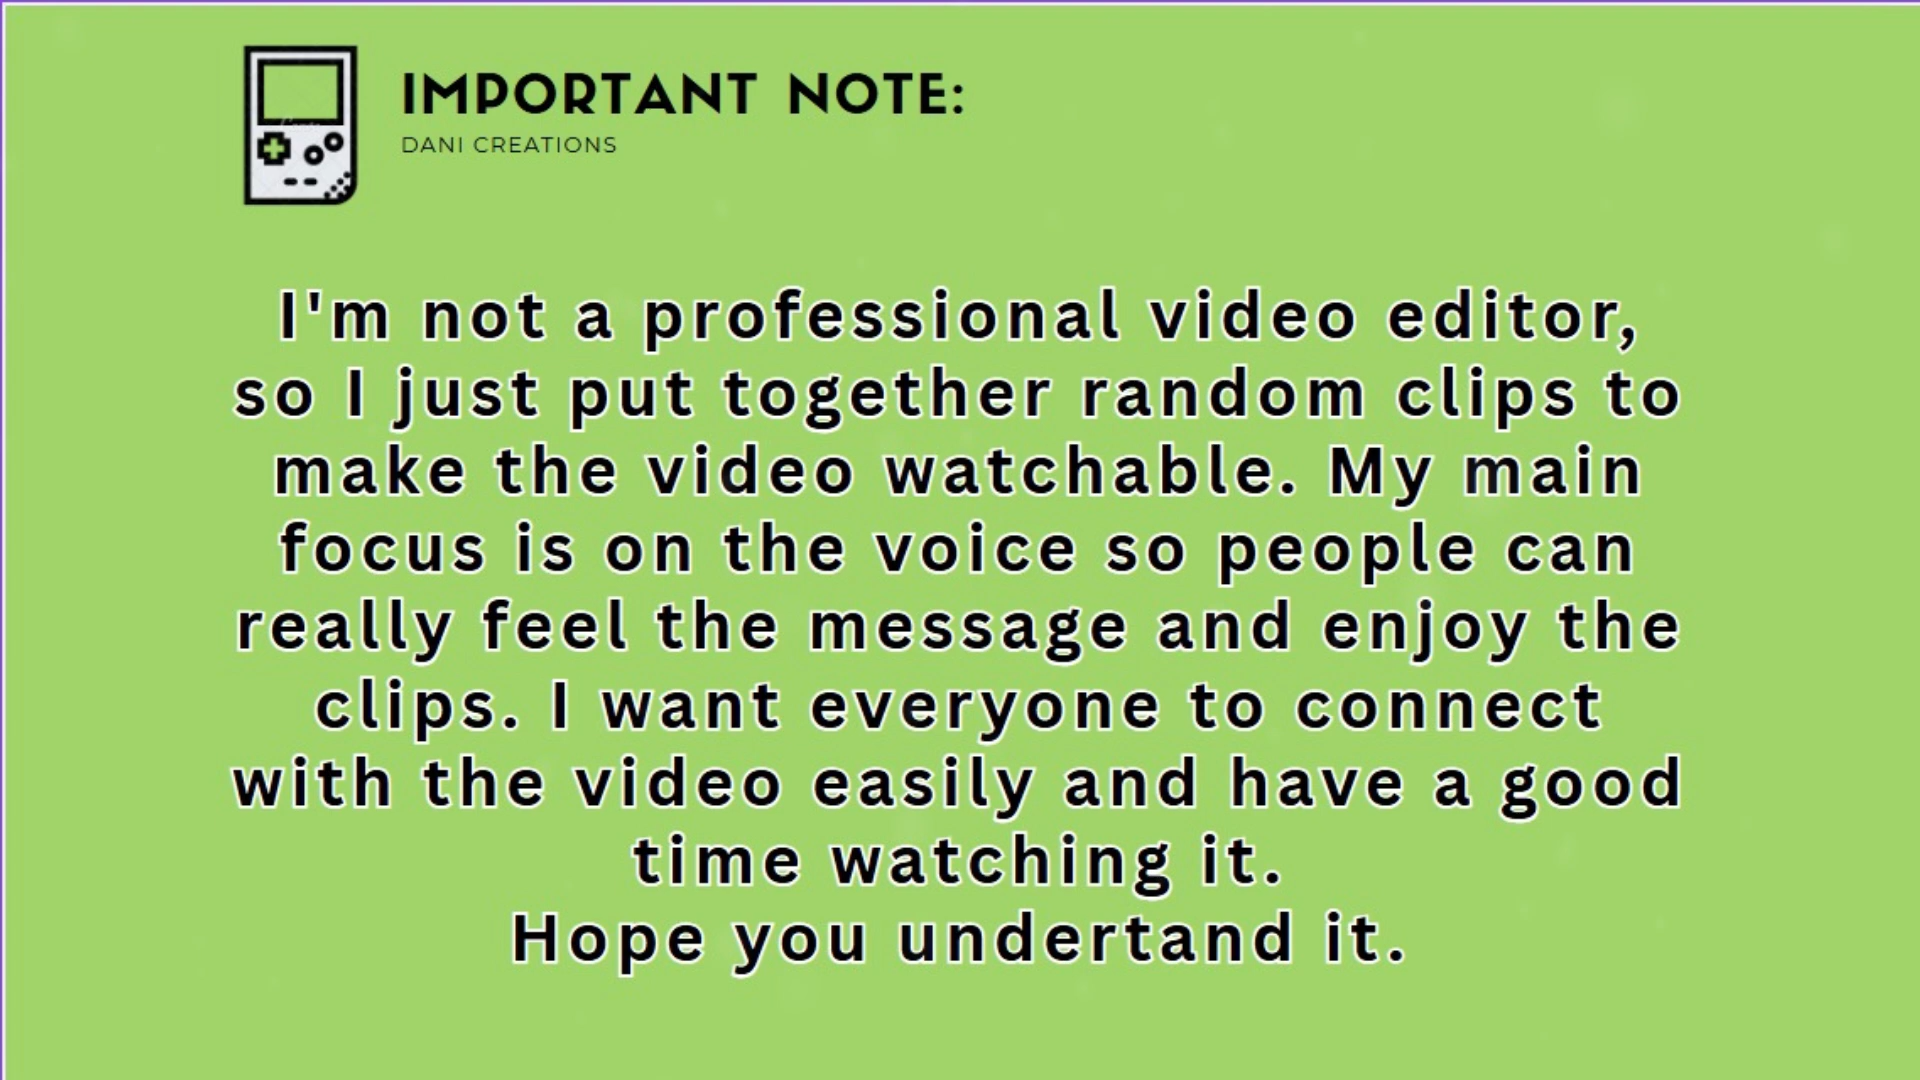 IMPORTANT NOTE:
DANI CREATIONS
I'm not a professional video editor,
so I just put together random clips to
make the video watchable. My main
focus is on the voice so people can
really feel the message and enjoy the
clips. I want everyone to connect
with the video easily and have a good
time watching it.
Hope you undertand it.